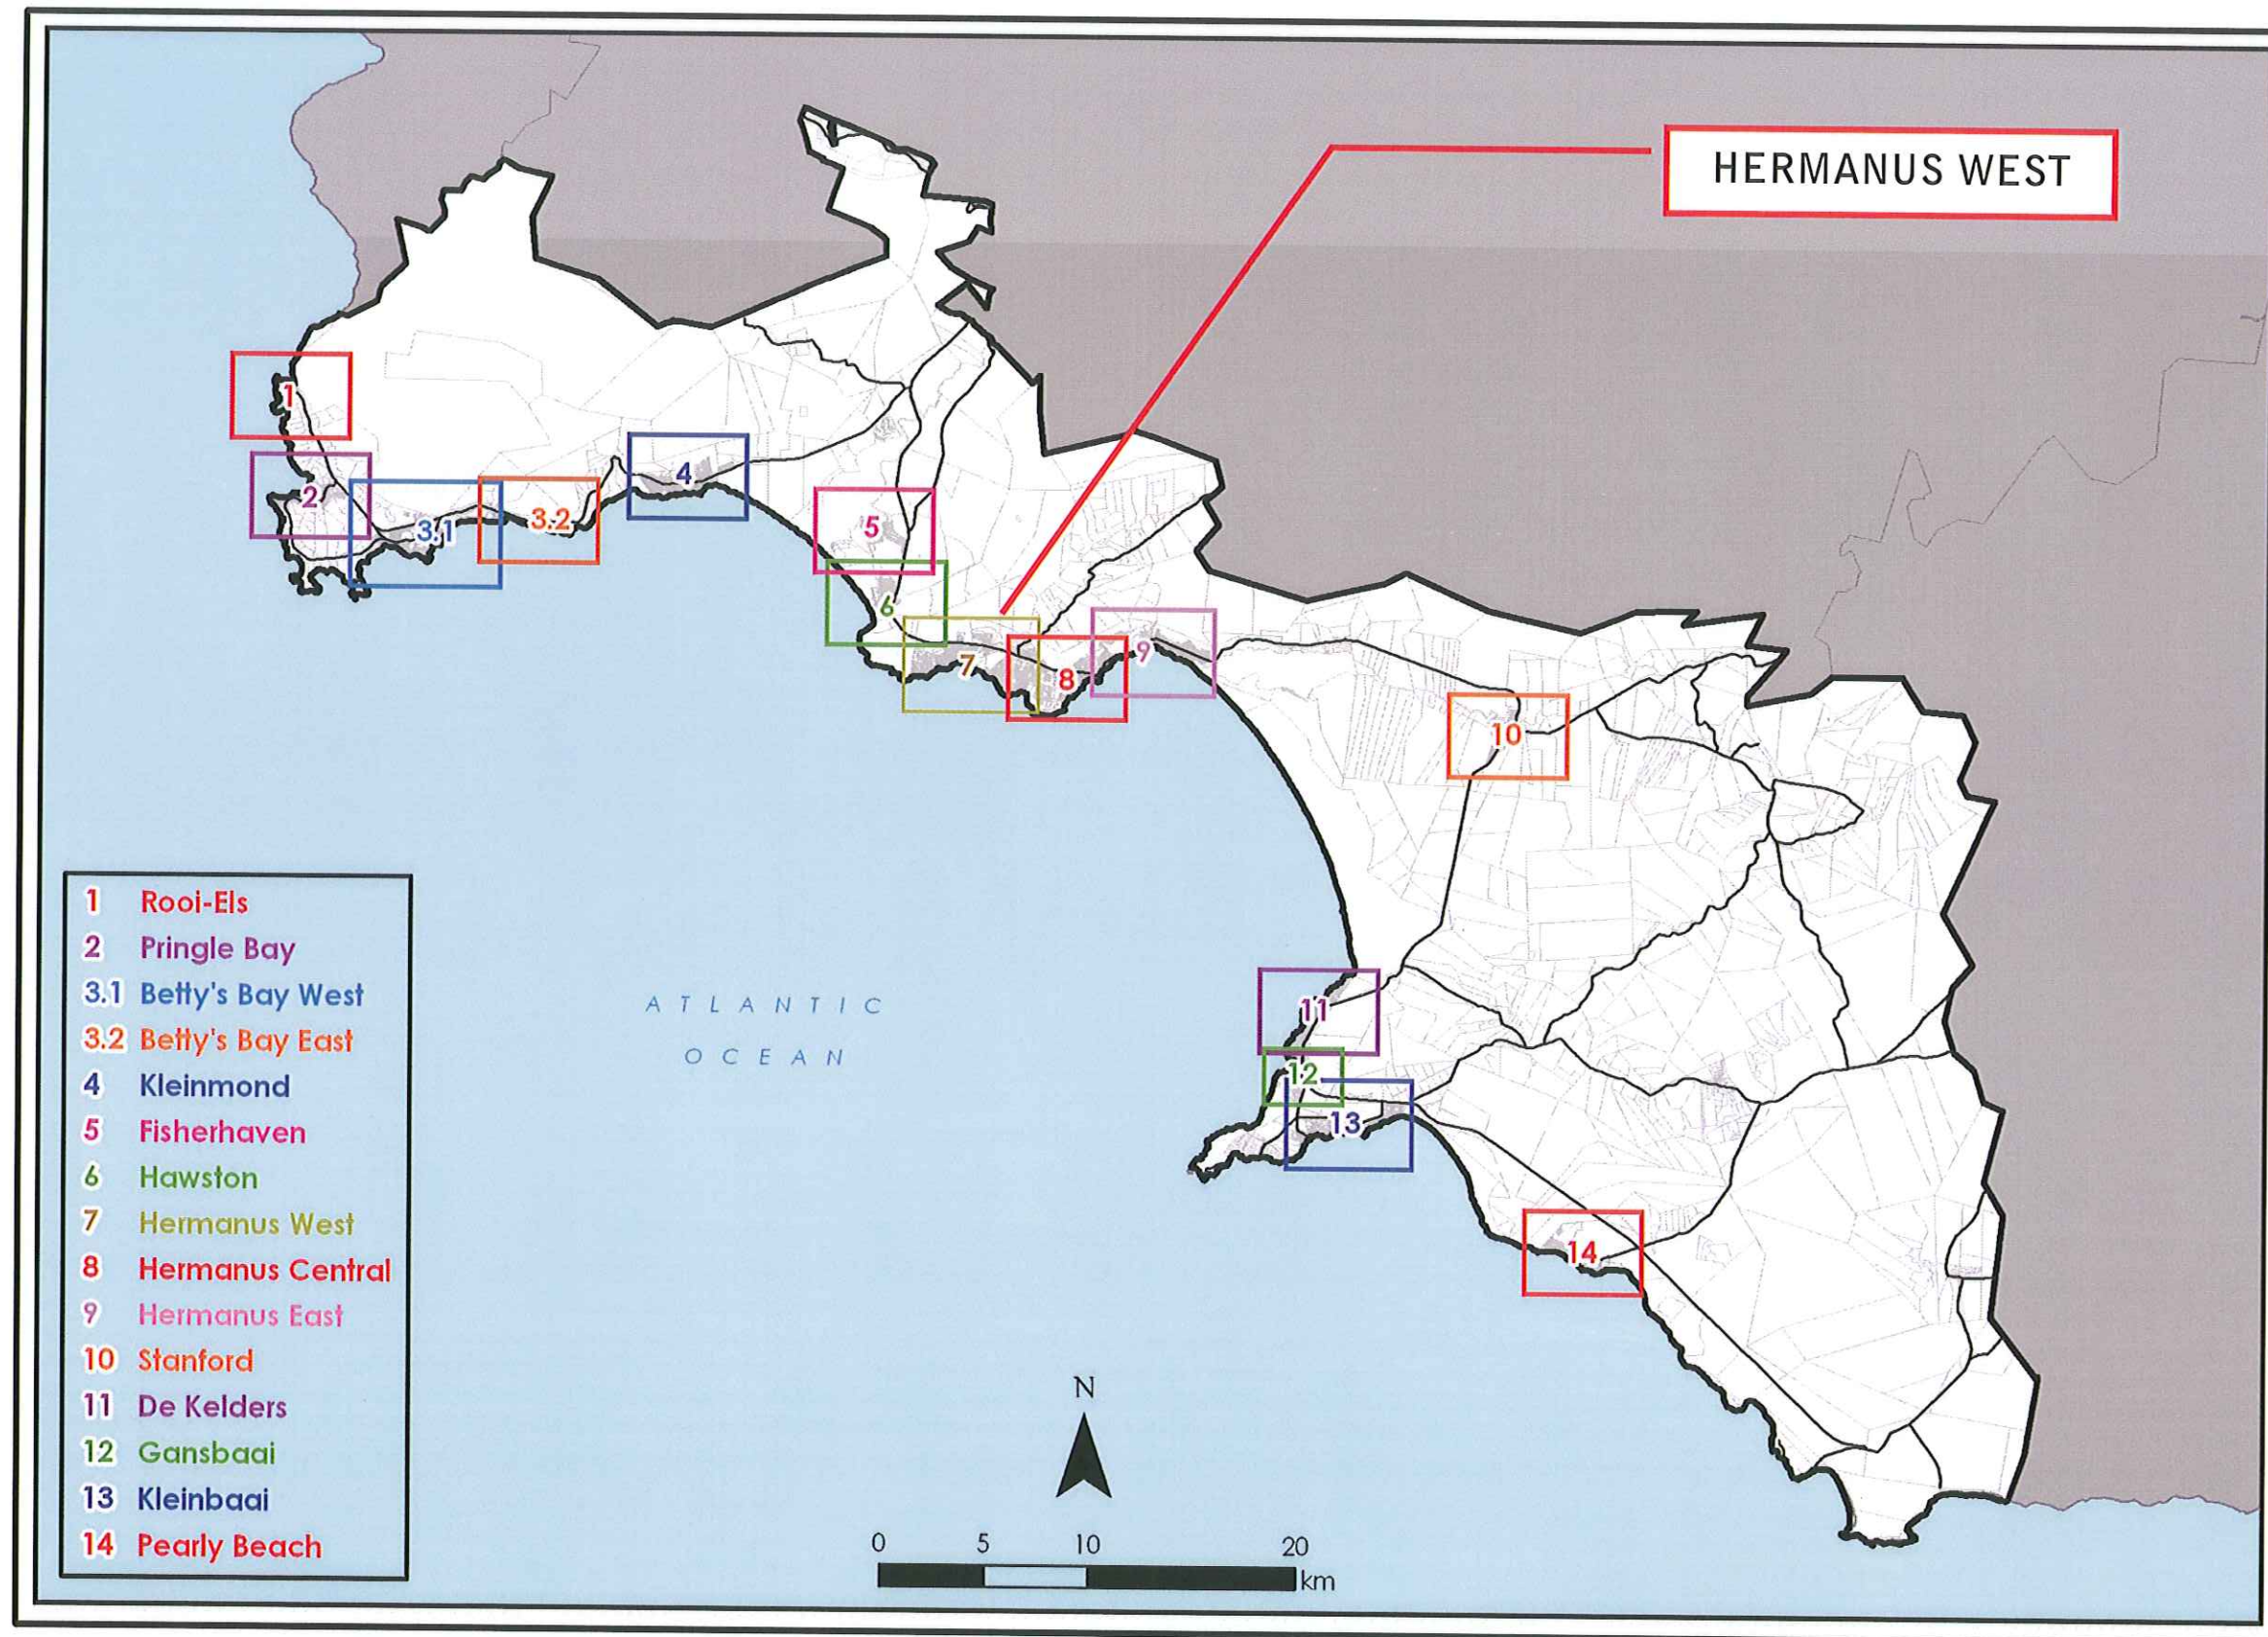 HERMANUS WEST
1
2
3.1
3.2
4
5
6
7
8
9
10
11
12
13
14
ATLANTIC
OCEAN
1 Rooi-Els
2 Pringle Bay
3.1 Betty's Bay West
3.2 Betty's Bay East
4 Kleinmond
5 Fisherhaven
6 Hawston
7 Hermanus West
8 Hermanus Central
9 Hermanus East
10 Stanford
11 De Kelders
12 Gansbaai
13 Kleinbaai
14 Pearly Beach
N
0 5 10 20
km